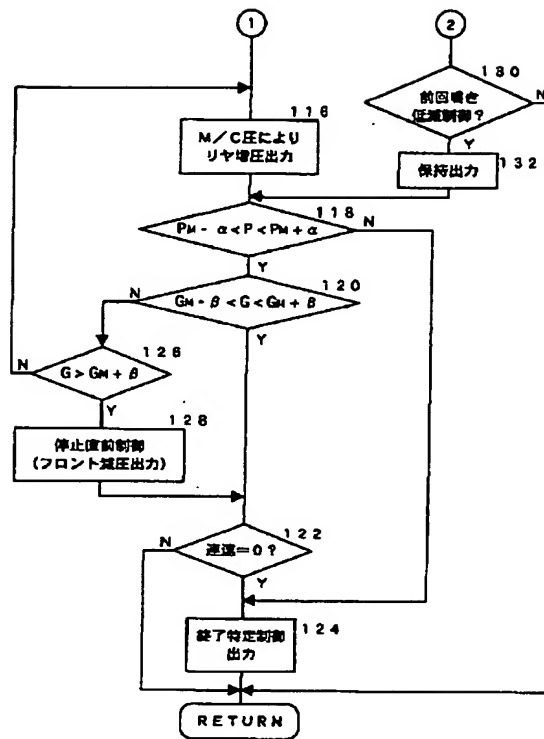 1
2
130
前回鳴き
低減制御?
N
Y
116
M/C圧により
リヤ増圧出力
132
保持出力
118
PM-α<P<PM+α
N
Y
120
GM-β<G<GM+β
N
Y
126
G>GM+β
N
Y
128
停止直前制御
(フロント減圧出力)
122
N
=0?
Y
124
終了特定制御
出力
RETURN